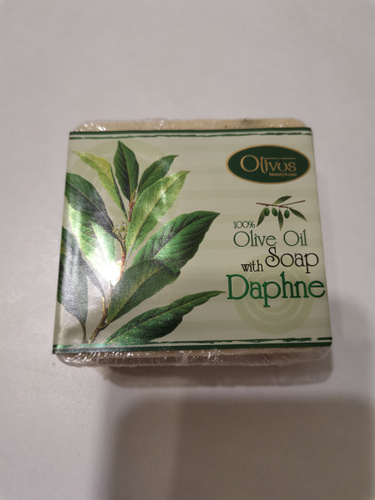 Olivos
100%
Olive Oil
Soap
with
Daphne